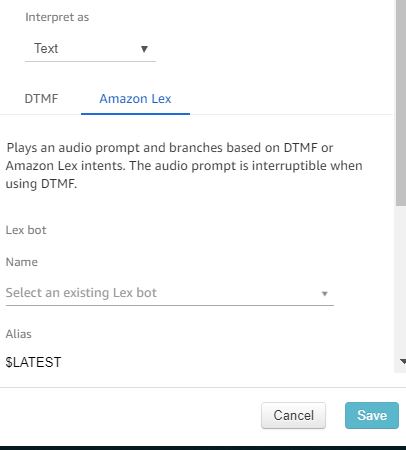 Interpret as
Text
DTMF Amazon Lex
Plays an audio prompt and branches based on DTMF or
Amazon Lex intents. The audio prompt is interruptible when
using DTMF.
Lex bot
Name
Select an existing Lex bot
Alias
$LATEST
Cancel Save